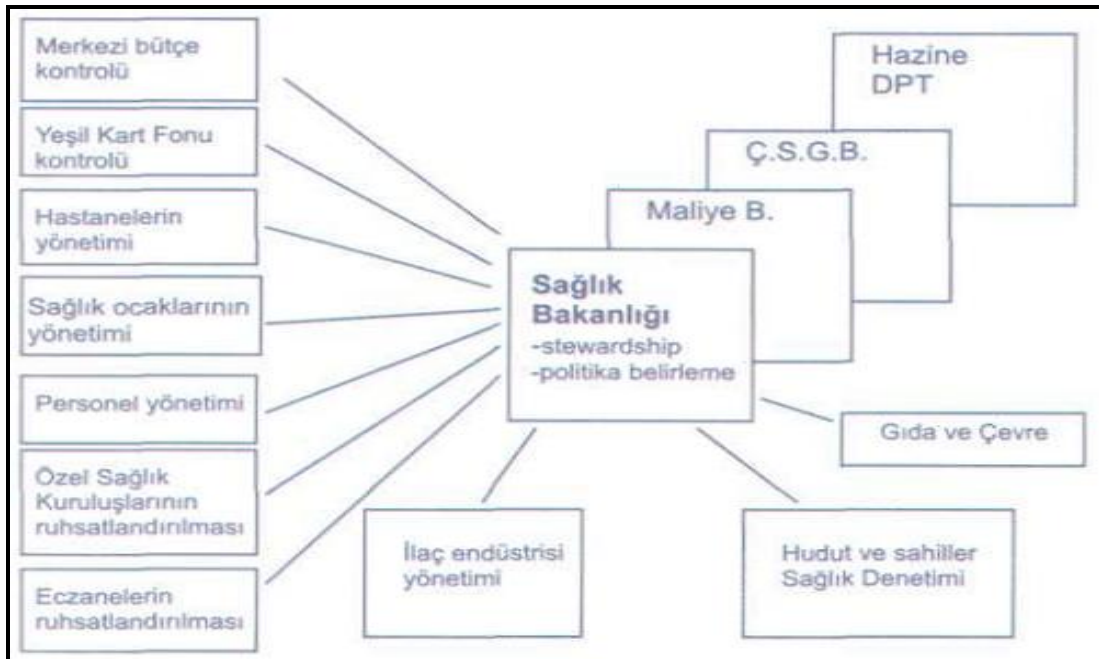 Merkezi bütçe
kontrolü
Yeşil Kart Fonu
kontrolü
Hastanelerin
yönetimi
Sağlık ocaklarının
yönetimi
Personel yönetimi
Özel Sağlık
Kuruluşlarının
ruhsatlandırılması
Eczanelerin
ruhsatlandırılması
Hazine
DPT
Ç.S.G.B.
Maliye B.
Sağlık
Bakanlığı
-stewardship
-politika belirleme
Gıda ve Çevre
İlaç endüstrisi
yönetimi
Hudut ve sahiller
Sağlık Denetimi